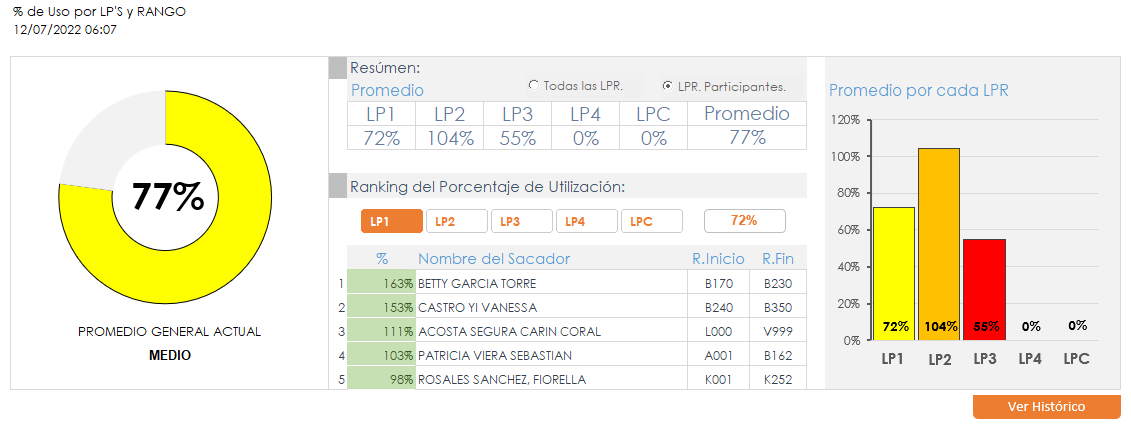 % de Uso por LP'S y RANGO
12/07/2022 06:07
77%
PROMEDIO GENERAL ACTUAL
MEDIO
Resúmen:
Promedio
Todas las LPR.
LPR. Participantes.
LP1 LP2 LP3 LP4 LPC Promedio
72% 104% 55% 0% 0% 77%
Ranking del Porcentaje de Utilización:
LP1 LP2 LP3 LP4 LPC 72%
% Nombre del Sacador R.Inicio R.Fin
1 163% BETTY GARCIA TORRE B170 B230
2 153% CASTRO YI VANESSA B240 B350
3 111% ACOSTA SEGURA CARIN CORAL L000 V999
4 103% PATRICIA VIERA SEBASTIAN A001 B162
5 98% ROSALES SANCHEZ, FIORELLA K001 K252
Promedio por cada LPR
120%
100%
80%
60%
40%
20%
0%
72% 104% 55% 0% 0%
LP1 LP2 LP3 LP4 LPC
Ver Histórico